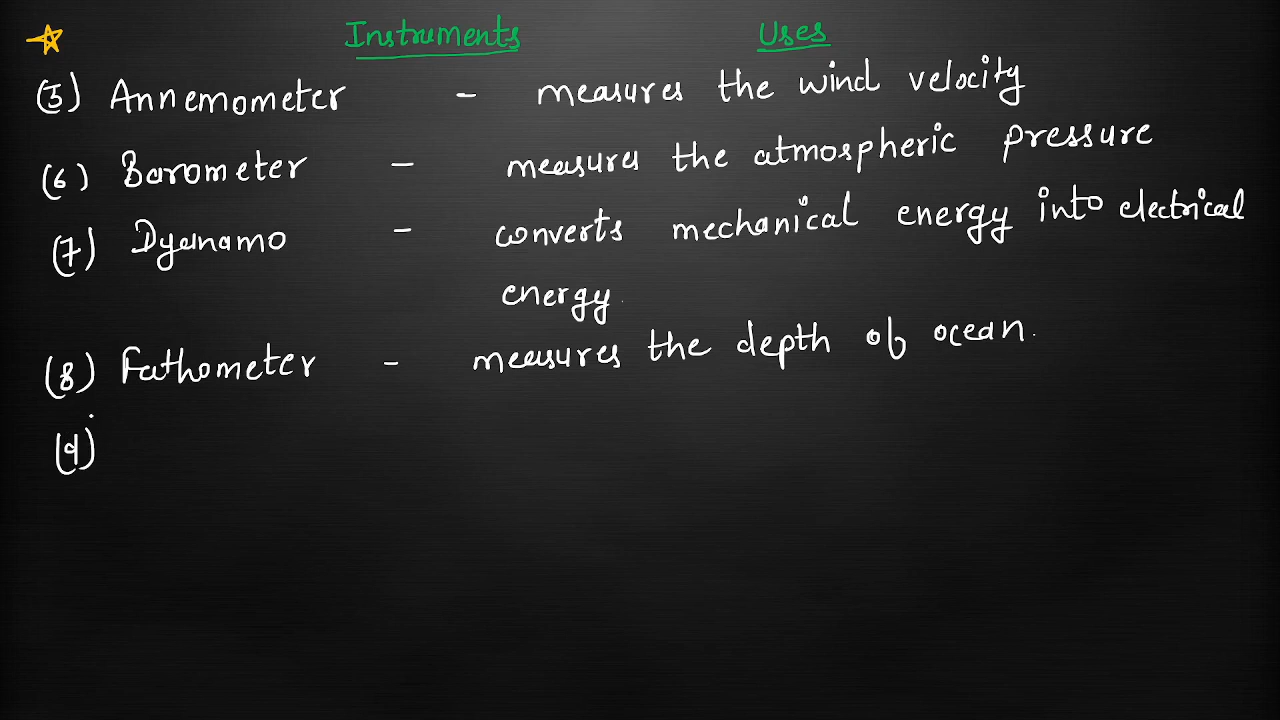 Instruments Uses
(5) Annemometer - measures the wind velocity
(6) Barometer - measures the atmospheric pressure
(7) Dyanamo - converts mechanical energy into electrical
energy.
(8) Fathometer - measures the depth of ocean.
(9)